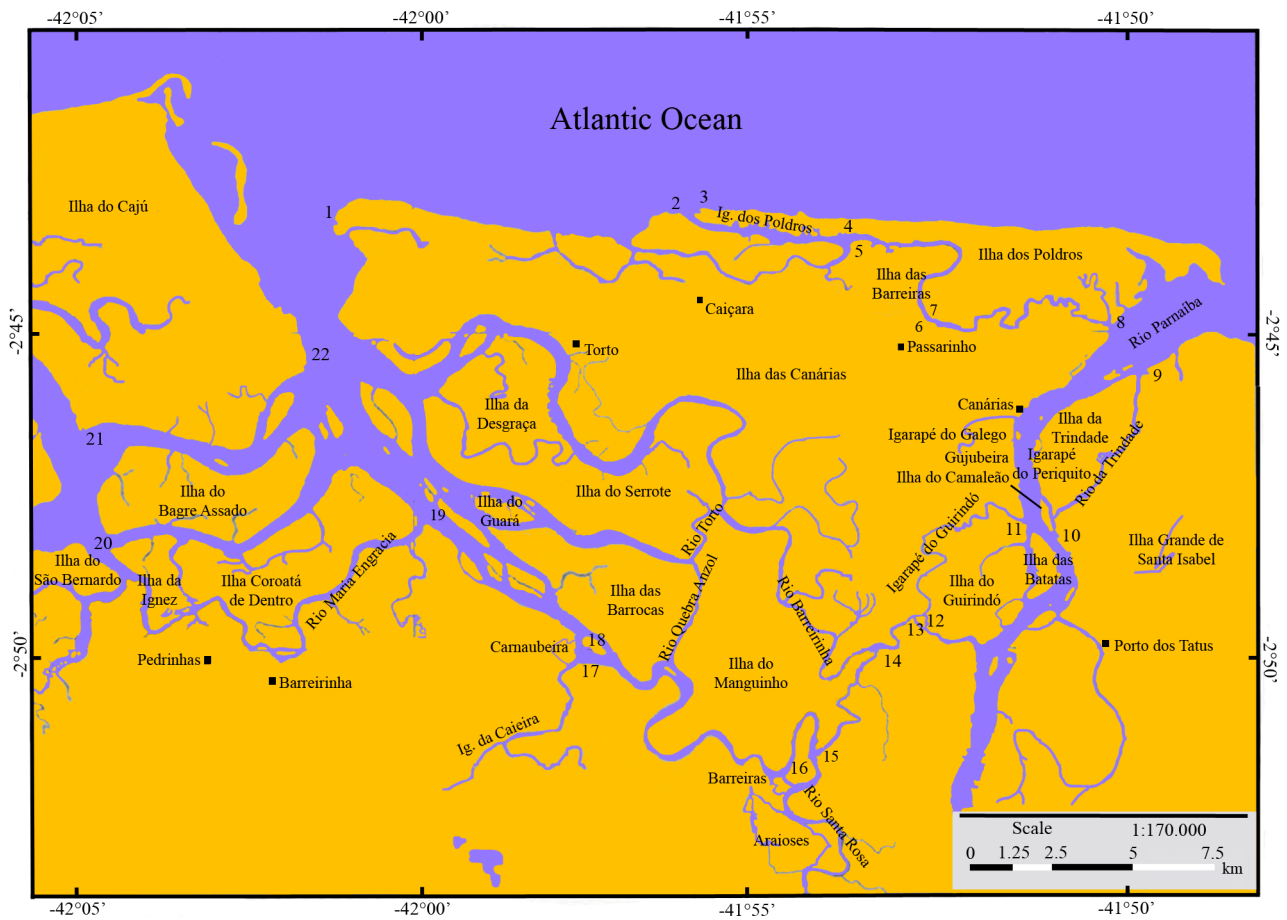 -42°05’
-42°00’
-41°55’
-41°50’
Atlantic Ocean
Ilha do Cajú
1
2
3
Ig. dos Poldros
4
5
Ilha dos Poldros
Ilha das
Barreiras
Caiçara
7
6
8
Rio Parnaíba
-2°45’
-2°45’
22
Torto
Passarinho
Ilha das Canárias
9
Canárias
Ilha da
Desgraça
Ilha da
Trindade
Igarapé do Galego
21
Gujubeira
Igarapé
do Periquito
Ilha do Camaleão
Rio da Trindade
Ilha do
Bagre Assado
Ilha do Serrote
Ilha do
Guará
19
Rio Torto
Igarapé do Guirindó
11
10
20
Ilha Grande de
Santa Isabel
Ilha do
São Bernardo
Ilha da
Ignez
Ilha Coroatá
de Dentro
Rio Maria Engracia
Ilha das
Barrocas
Rio Quebra Anzol
Rio Barreirinha
Ilha do
Guirindó
Ilha das
Batatas
12
13
18
Carnaubeira
17
14
Porto dos Tatus
-2°50’
-2°50’
Pedrinhas
Barreirinha
Ilha do
Manguinho
Ig. da Caieira
15
16
Barreiras
Rio Santa Rosa
Araioses
Scale
1:170.000
0 1.25 2.5 5 7.5
km
-42°05’
-42°00’
-41°55’
-41°50’